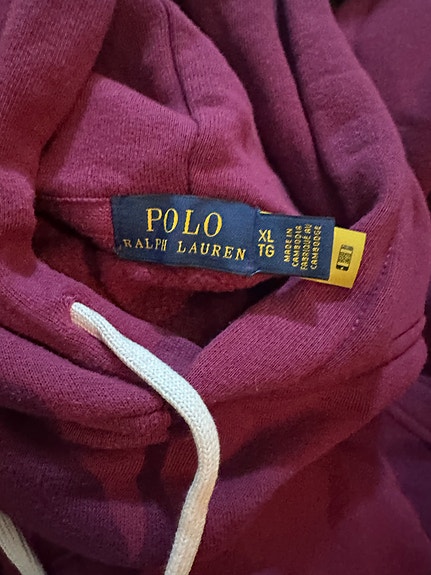 POLO
RALPH LAUREN
XL
TG
MADE IN
CAMBODIA
FABRIQUÉ AU
CAMBODGE